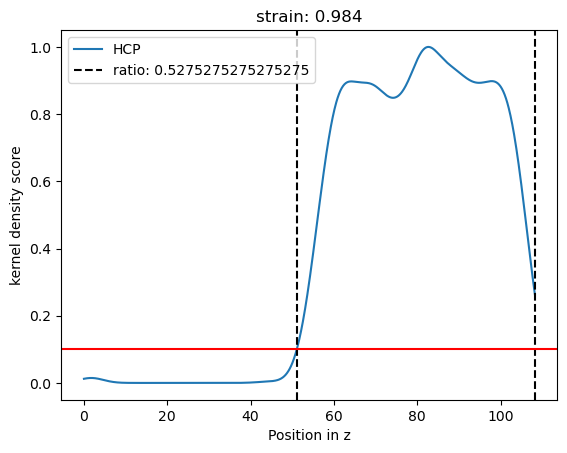 strain: 0.984
HCP
ratio: 0.5275275275275275
kernel density score
1.0
0.8
0.6
0.4
0.2
0.0
0 20 40 60 80 100
Position in z